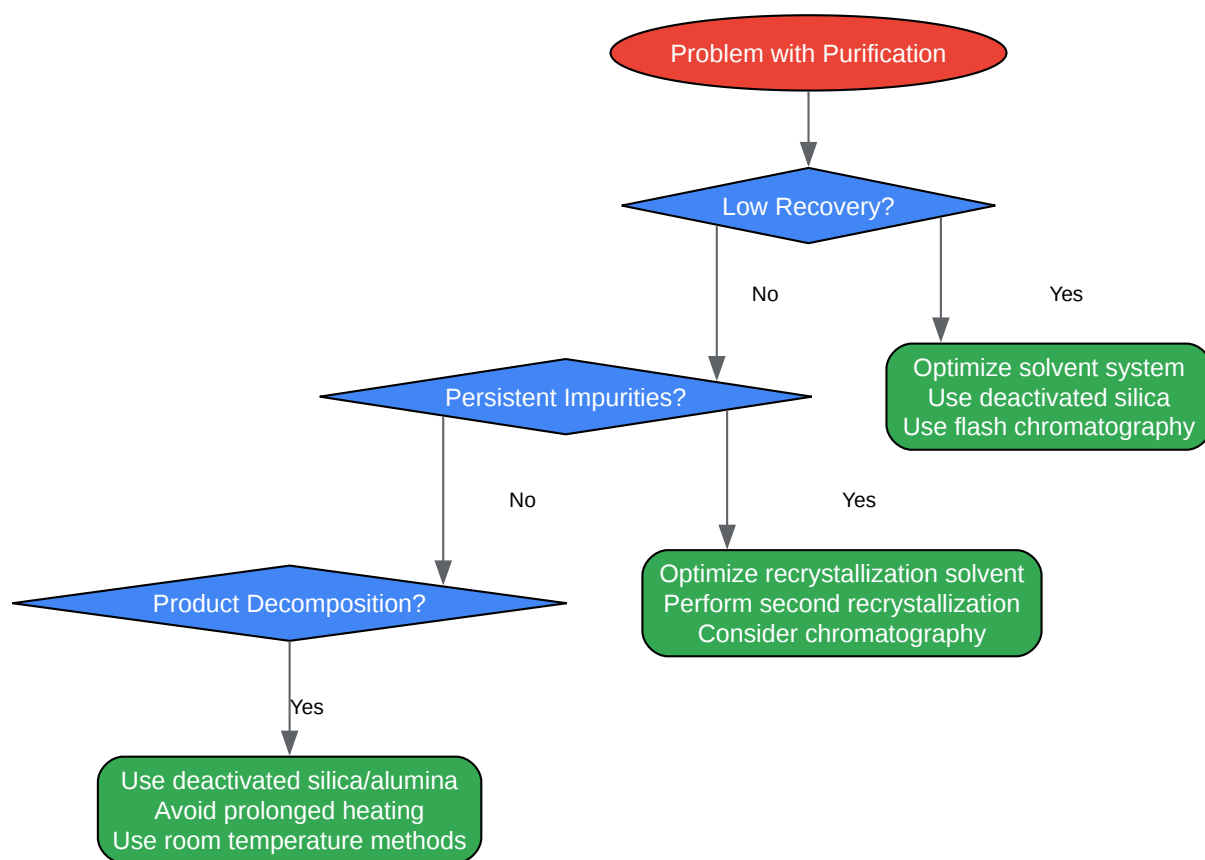 Problem with Purification
Low Recovery?
No
Yes
Optimize solvent system
Use deactivated silica
Use flash chromatography
Persistent Impurities?
No
Yes
Optimize recrystallization solvent
Perform second recrystallization
Consider chromatography
Product Decomposition?
Yes
Use deactivated silica/alumina
Avoid prolonged heating
Use room temperature methods